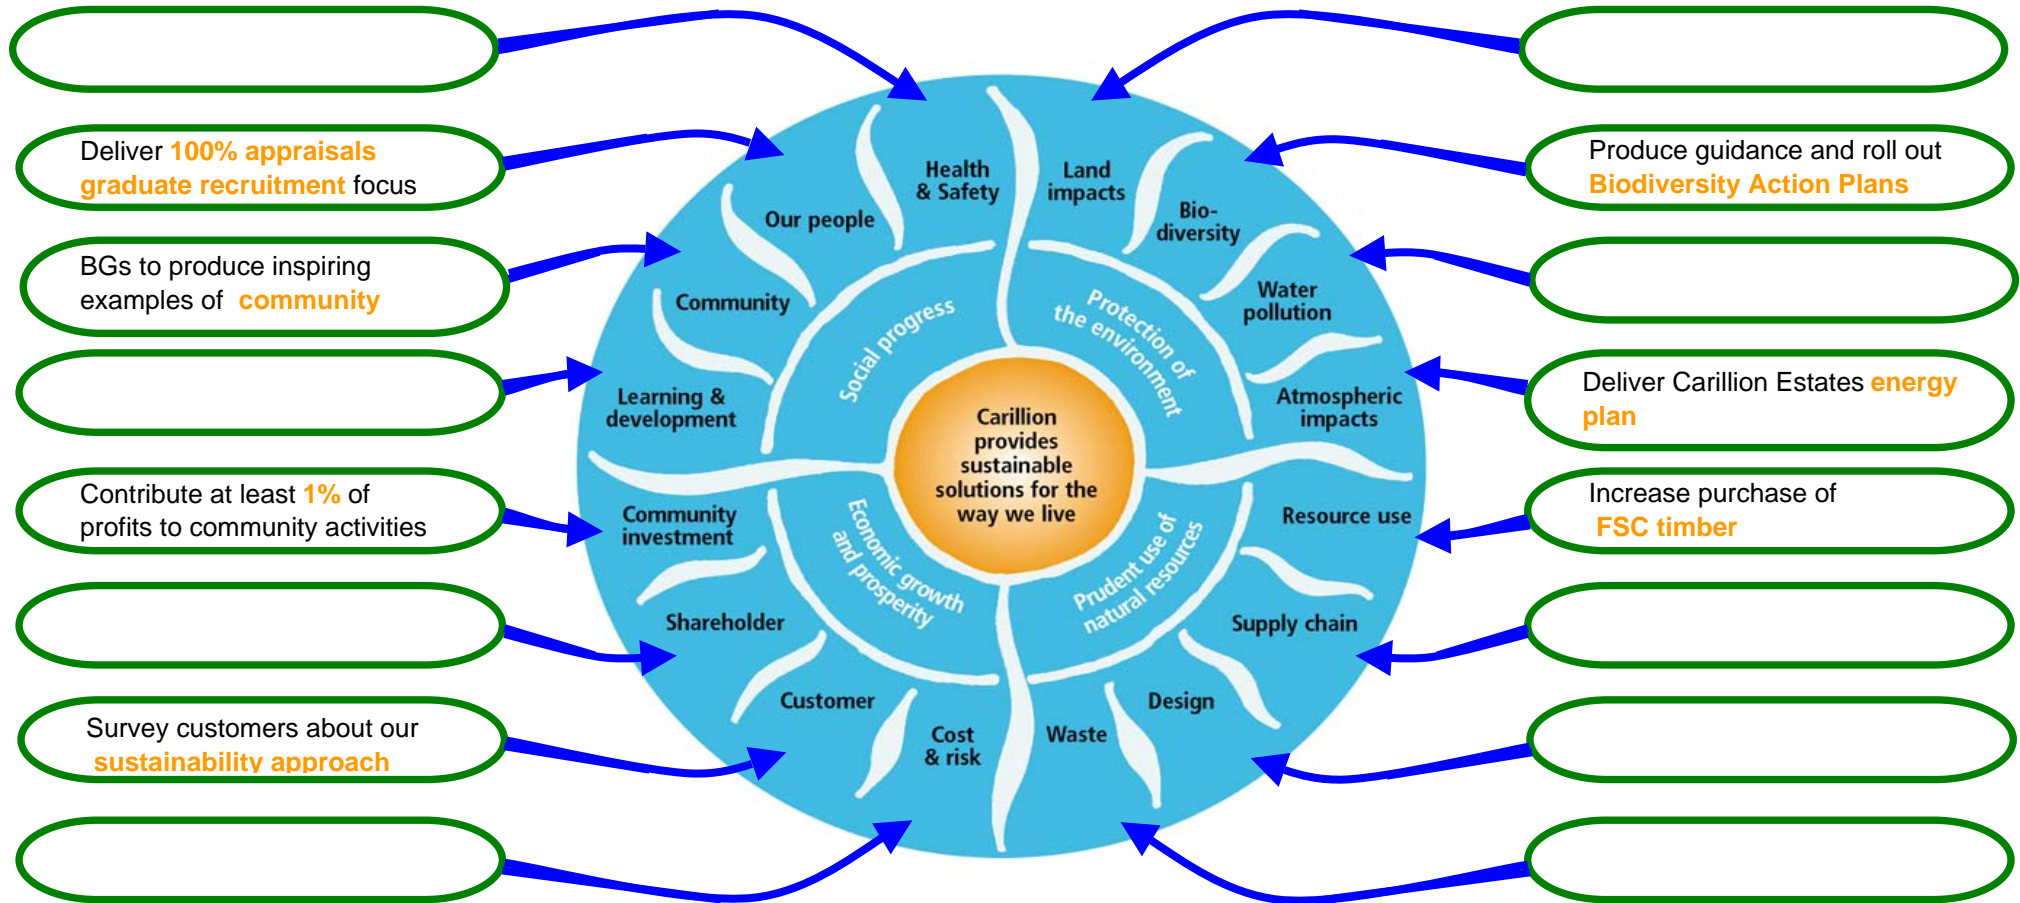 Deliver 100% appraisals
graduate recruitment focus
BGs to produce inspiring
examples of community
Contribute at least 1% of
profits to community activities
Survey customers about our
sustainability approach
Health
& Safety
Our people
Community
Learning &
development
Community
investment
Shareholder
Customer
Cost
& risk
Land
impacts
Bio-
diversity
Water
pollution
Atmospheric
impacts
Resource use
Supply chain
Design
Waste
Social progress
Protection of
the environment
Economic growth
and prosperity
Prudent use of
natural resources
Carillion
provides
sustainable
solutions for the
way we live
Produce guidance and roll out
Biodiversity Action Plans
Deliver Carillion Estates energy
plan
Increase purchase of
FSC timber